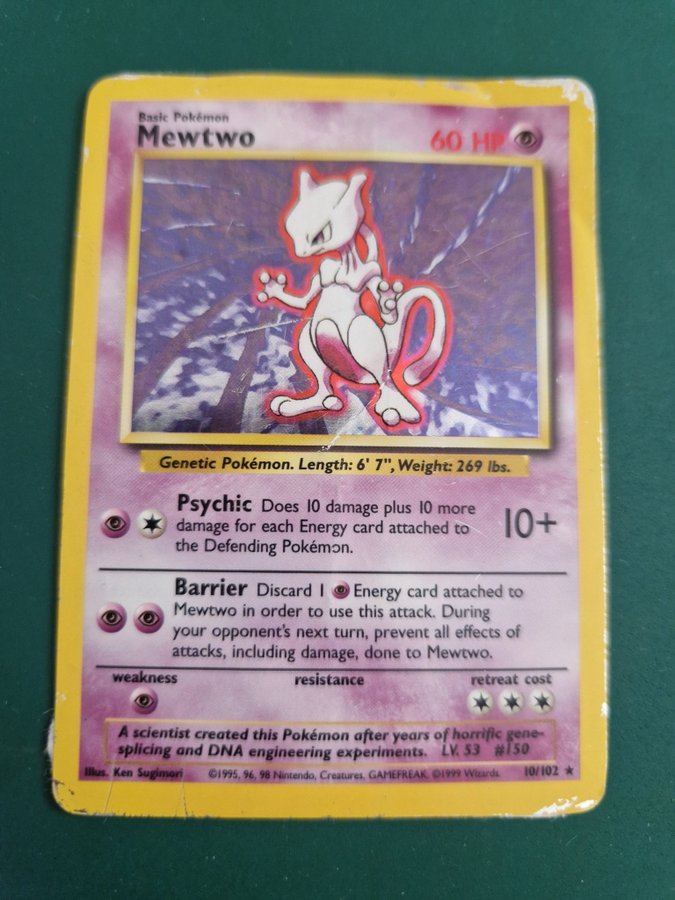 Basic Pokémon
Mewtwo
60 HP
Genetic Pokémon. Length: 6' 7", Weight: 269 lbs.
Psychic Does 10 damage plus 10 more
damage for each Energy card attached to
the Defending Pokémon.
10+
Barrier Discard 1 Energy card attached to
Mewtwo in order to use this attack. During
your opponent's next turn, prevent all effects of
attacks, including damage, done to Mewtwo.
weakness resistance retreat cost
A scientist created this Pokémon after years of horrific gene-
splicing and DNA engineering experiments. LV. 53 #150
Illus. Ken Sugimori ©1995, 96, 98 Nintendo, Creatures, GAMEFREAK. ©1999 Wizards. 10/102 ★